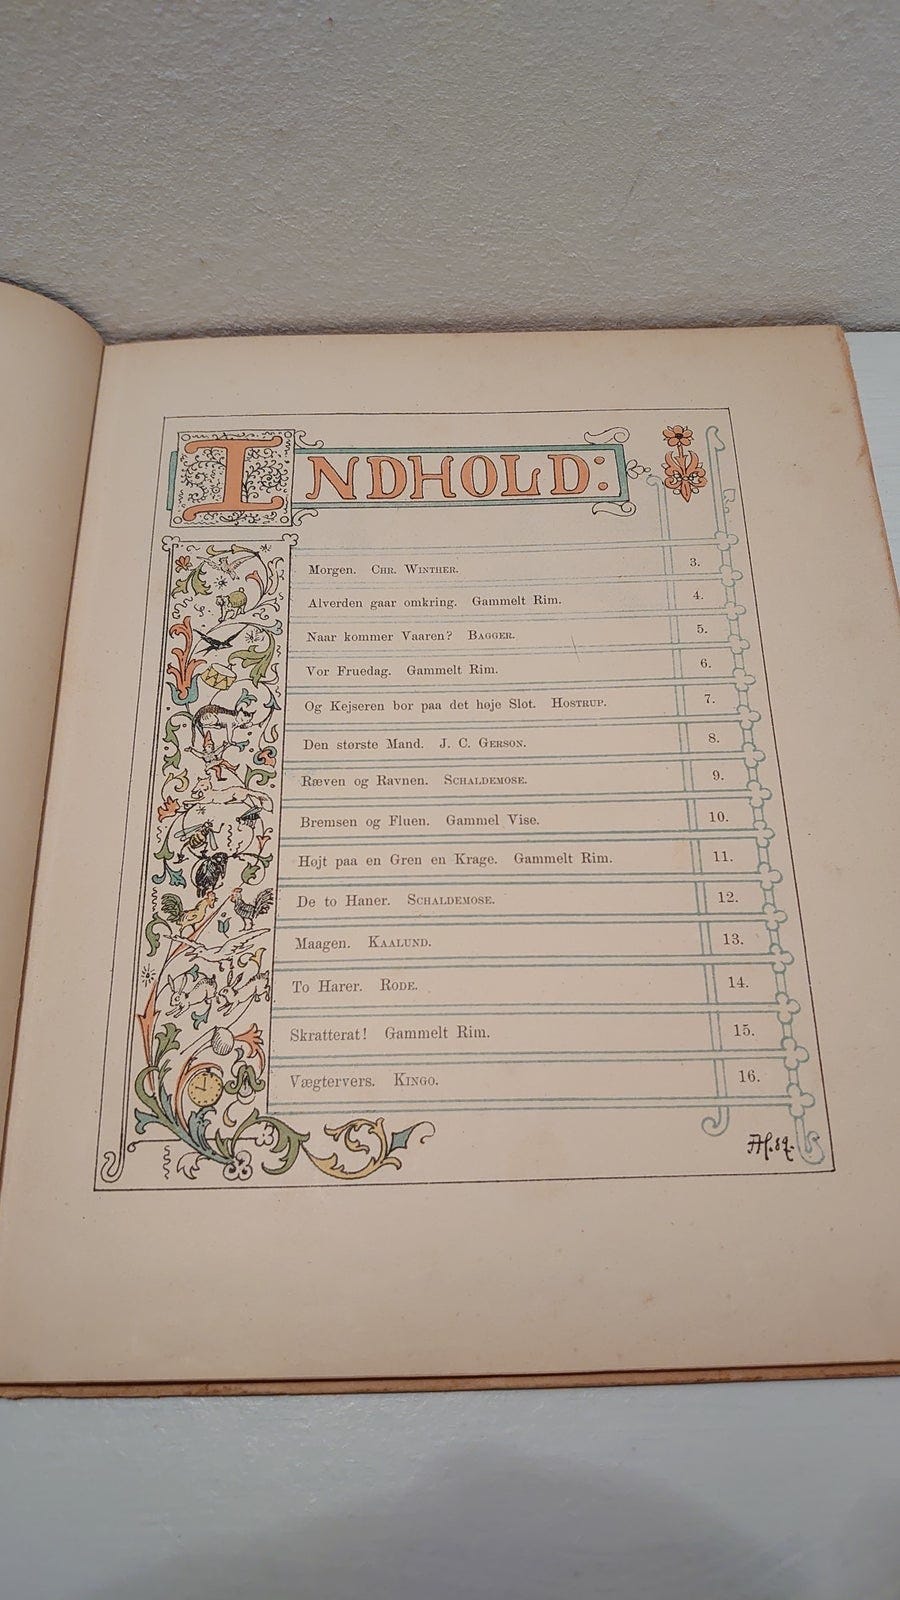 INDHOLD:
Morgen. CHR. WINTHER. 3.
Alverden gaar omkring. Gammelt Rim. 4.
Naar kommer Vaaren? BAGGER. 5.
Vor Fruedag. Gammelt Rim. 6.
Og Kejseren bor paa det høje Slot. HOSTRUP. 7.
Den største Mand. J. C. GERSON. 8.
Ræven og Ravnen. SCHALDEMOSE. 9.
Bremsen og Fluen. Gammel Vise. 10.
Højt paa en Gren en Krage. Gammelt Rim. 11.
De to Haner. SCHALDEMOSE. 12.
Maagen. KAALUND. 13.
To Harer. RODE. 14.
Skratterat! Gammelt Rim. 15.
Vægtervers. KINGO. 16.